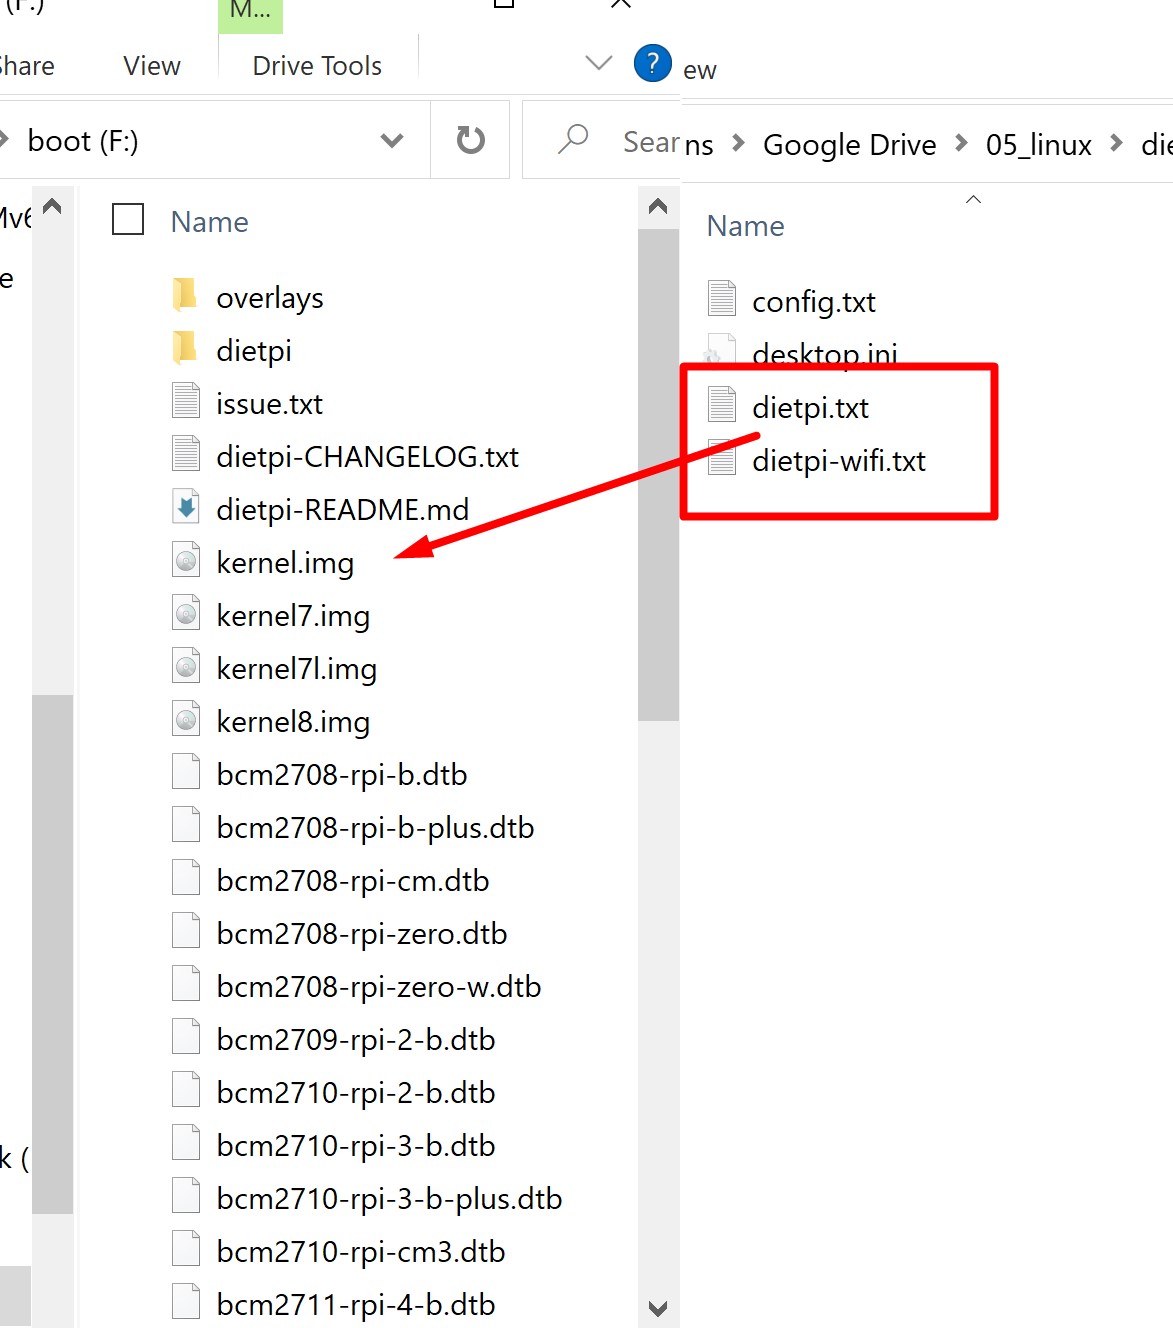 (F:)
M...
Share
View
Drive Tools
?
ew
boot (F:)
Sear
ns
Google Drive
05_linux
die
Mv6
e
k (
Name
overlays
dietpi
issue.txt
dietpi-CHANGELOG.txt
dietpi-README.md
kernel.img
kernel7.img
kernel7l.img
kernel8.img
bcm2708-rpi-b.dtb
bcm2708-rpi-b-plus.dtb
bcm2708-rpi-cm.dtb
bcm2708-rpi-zero.dtb
bcm2708-rpi-zero-w.dtb
bcm2709-rpi-2-b.dtb
bcm2710-rpi-2-b.dtb
bcm2710-rpi-3-b.dtb
bcm2710-rpi-3-b-plus.dtb
bcm2710-rpi-cm3.dtb
bcm2711-rpi-4-b.dtb
Name
config.txt
desktop.ini
dietpi.txt
dietpi-wifi.txt